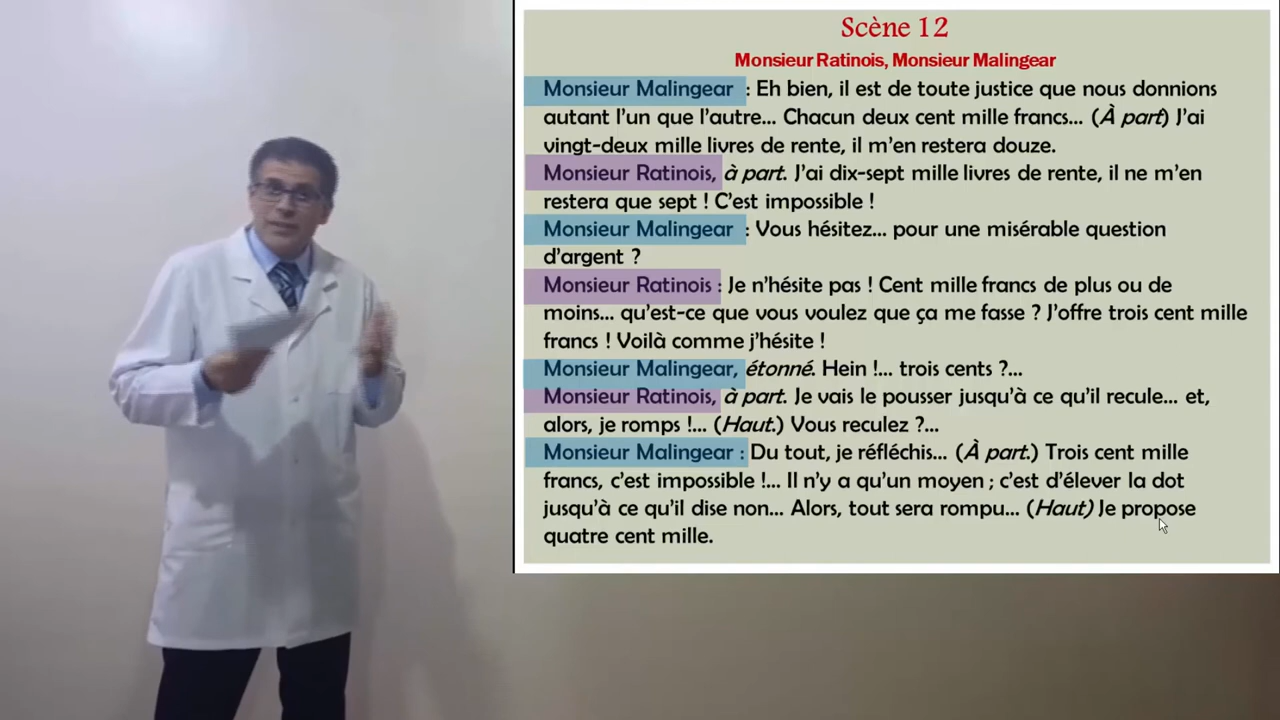 Scène 12
Monsieur Ratinois, Monsieur Malingear
Monsieur Malingear : Eh bien, il est de toute justice que nous donnions
autant l'un que l'autre... Chacun deux cent mille francs... (À part) J'ai
vingt-deux mille livres de rente, il m'en restera douze.
Monsieur Ratinois, à part. J'ai dix-sept mille livres de rente, il ne m'en
restera que sept ! C'est impossible !
Monsieur Malingear : Vous hésitez... pour une misérable question
d'argent ?
Monsieur Ratinois : Je n'hésite pas ! Cent mille francs de plus ou de
moins... qu'est-ce que vous voulez que ça me fasse ? J'offre trois cent mille
francs ! Voilà comme j'hésite !
Monsieur Malingear, étonné. Hein !... trois cents ?...
Monsieur Ratinois, à part. Je vais le pousser jusqu'à ce qu'il recule... et,
alors, je romps !... (Haut.) Vous reculez ?...
Monsieur Malingear : Du tout, je réfléchis... (À part.) Trois cent mille
francs, c'est impossible !... Il n'y a qu'un moyen ; c'est d'élever la dot
jusqu'à ce qu'il dise non... Alors, tout sera rompu... (Haut) Je propose
quatre cent mille.